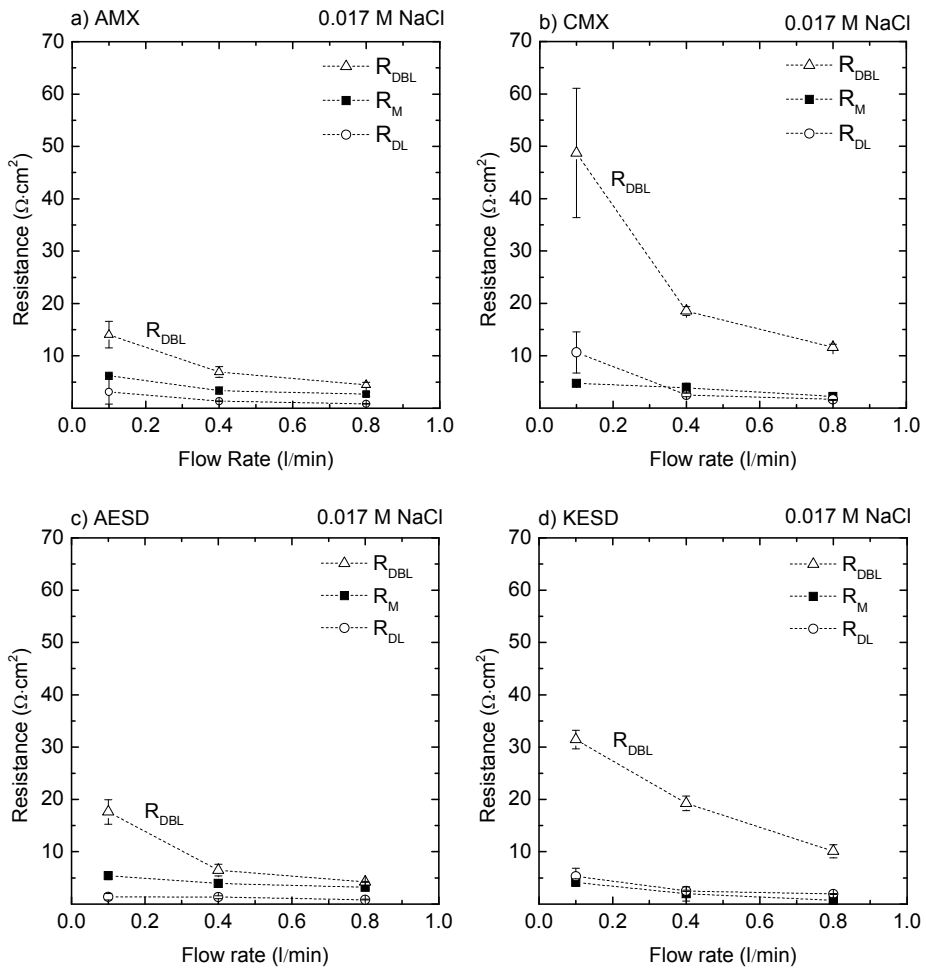 a) AMX 0.017 M NaCl
70
60
50
40
30
20
10
0.0 0.2 0.4 0.6 0.8 1.0
Resistance (Ω·cm²)
Flow Rate (l/min)
R_DBL
R_M
R_DL
R_DBL
b) CMX 0.017 M NaCl
70
60
50
40
30
20
10
0.0 0.2 0.4 0.6 0.8 1.0
Resistance (Ω·cm²)
Flow rate (l/min)
R_DBL
R_M
R_DL
R_DBL
c) AESD 0.017 M NaCl
70
60
50
40
30
20
10
0.0 0.2 0.4 0.6 0.8 1.0
Resistance (Ω·cm²)
Flow rate (l/min)
R_DBL
R_M
R_DL
R_DBL
d) KESD 0.017 M NaCl
70
60
50
40
30
20
10
0.0 0.2 0.4 0.6 0.8 1.0
Resistance (Ω·cm²)
Flow rate (l/min)
R_DBL
R_M
R_DL
R_DBL